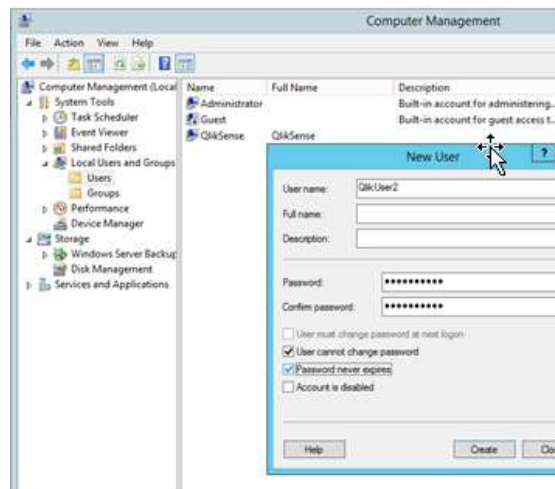 Computer Management
File Action View Help
Computer Management (Local
System Tools
Task Scheduler
Event Viewer
Shared Folders
Local Users and Groups
Users
Groups
Performance
Device Manager
Storage
Windows Server Backup
Disk Management
Services and Applications
Name Full Name Description
Administrator Built-in account for administering...
Guest Built-in account for guest access t...
QlikSense QlikSense
New User ?
User name: QlikUser2
Full name:
Description:
Password: ••••••••••
Confirm password: ••••••••••
User must change password at next logon
User cannot change password
Password never expires
Account is disabled
Help Create Clo